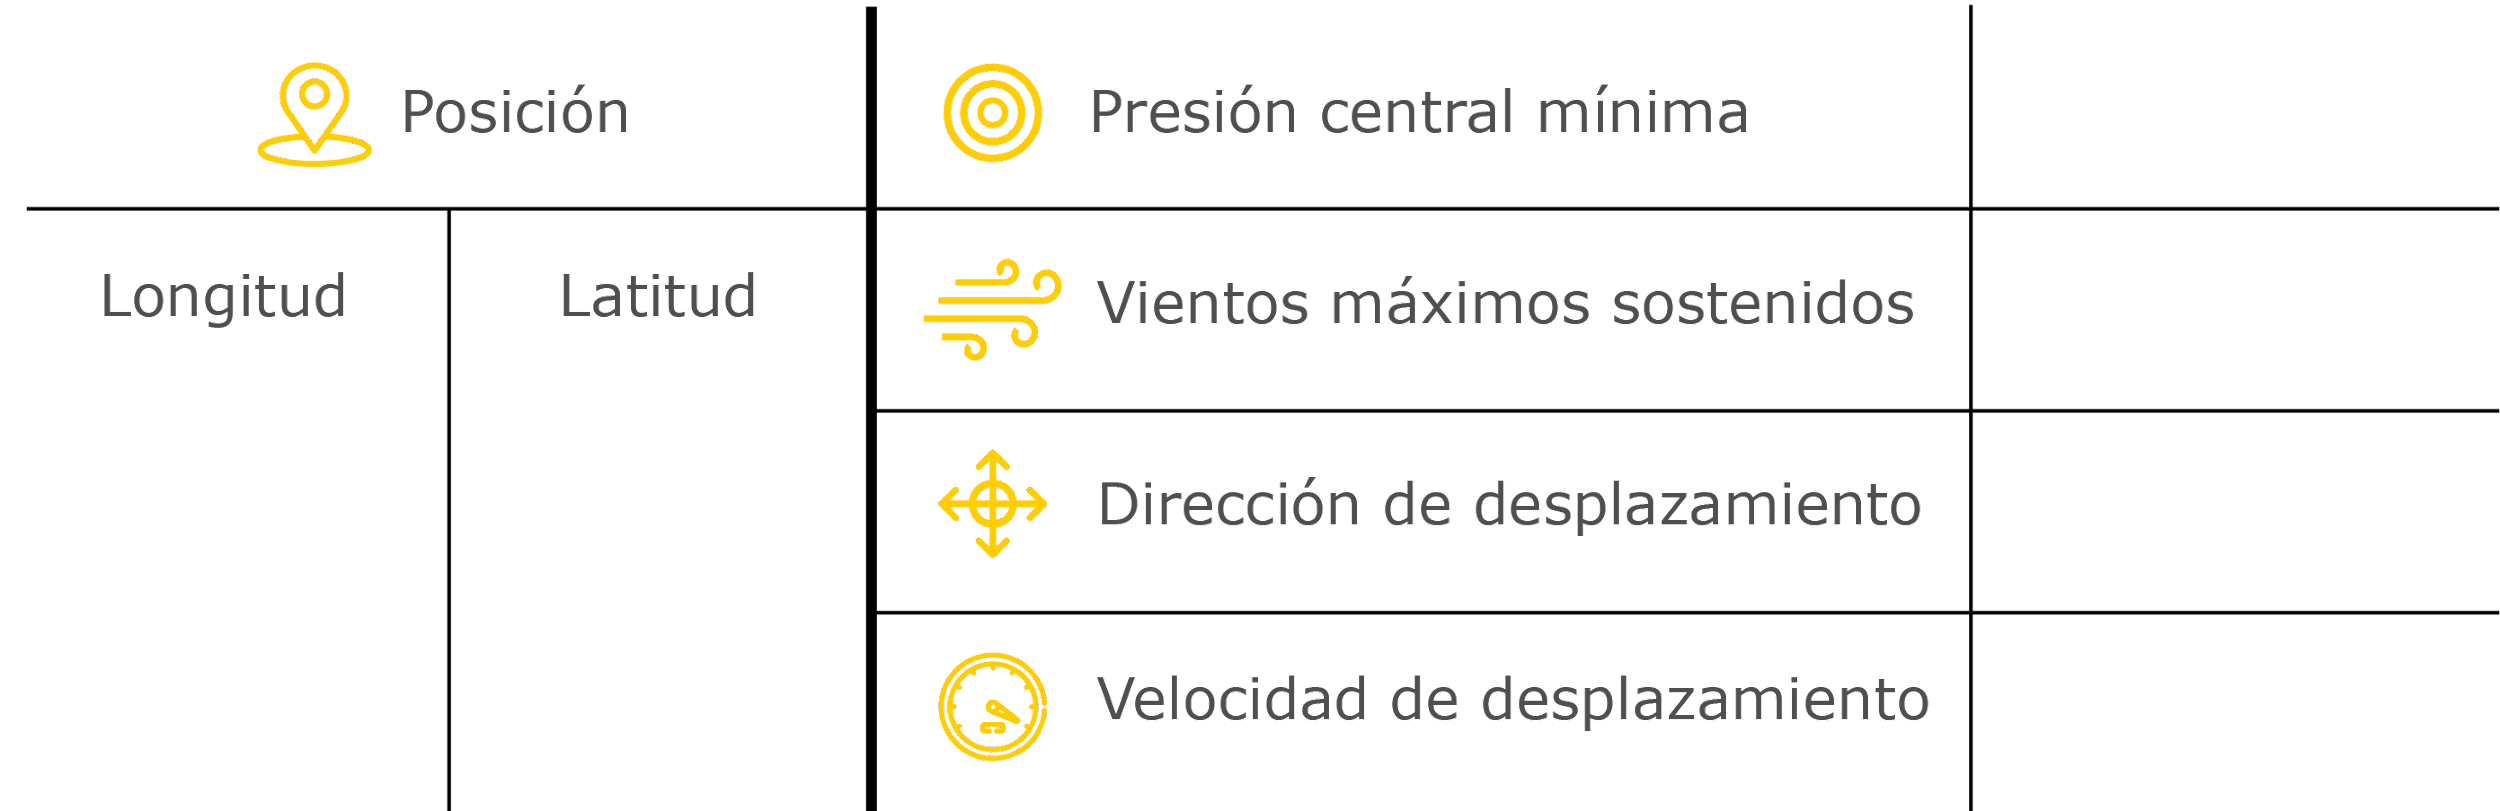 Posición
Longitud
Latitud
Presión central mínima
Vientos máximos sostenidos
Dirección de desplazamiento
Velocidad de desplazamiento